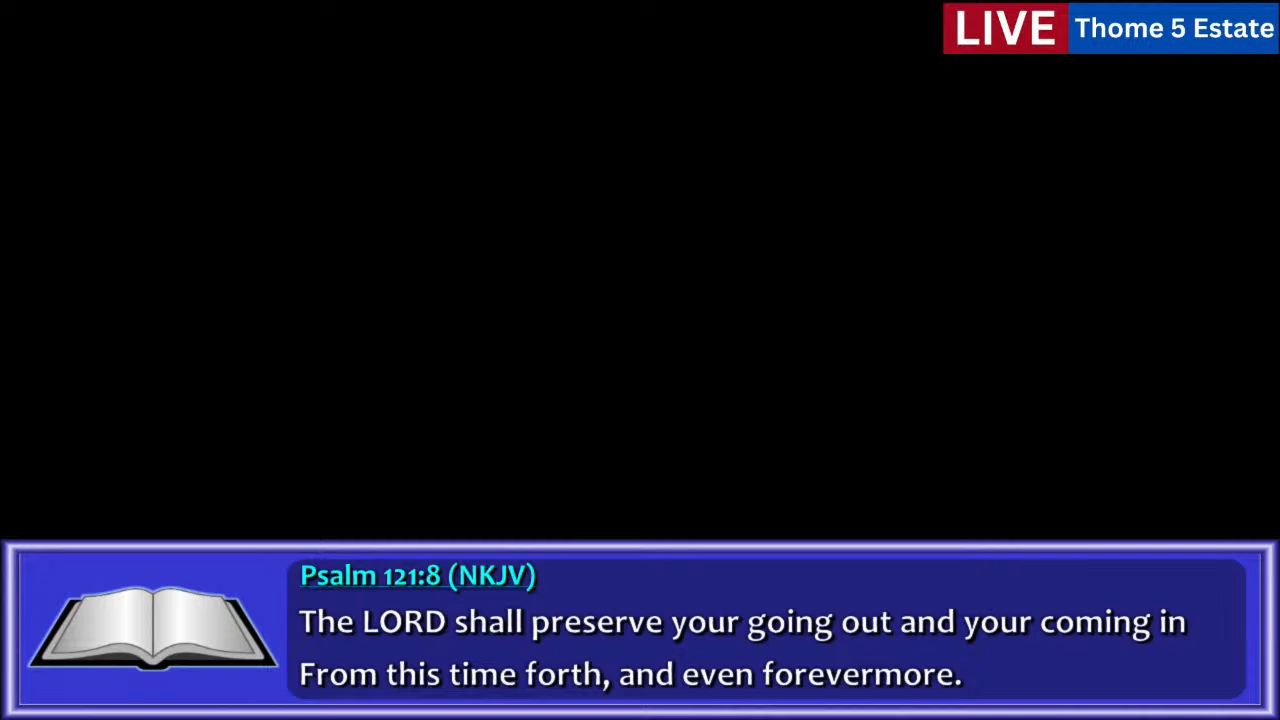 LIVE Thome 5 Estate
Psalm 121:8 (NKJV)
The LORD shall preserve your going out and your coming in
From this time forth, and even forevermore.